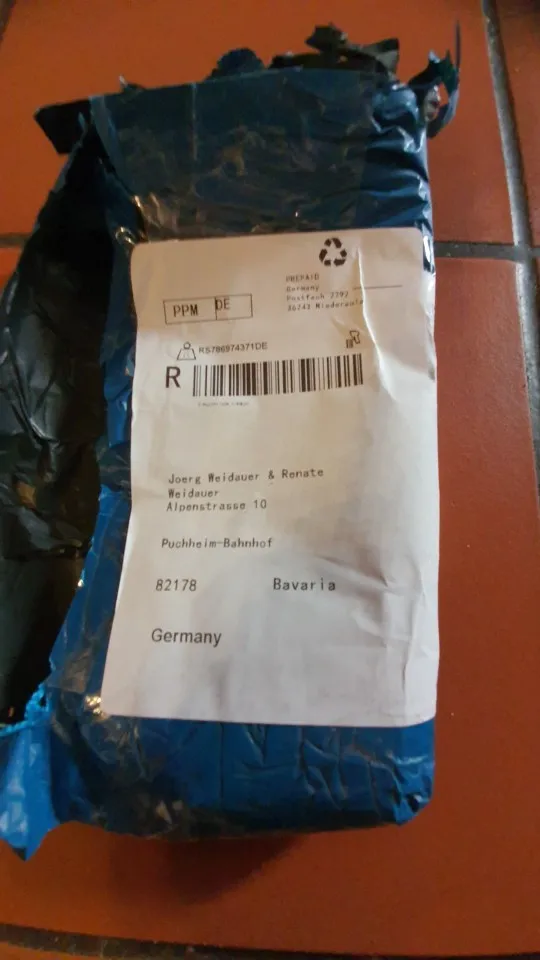 PREPAID
Germany
Postfach 7792
36243 Niederaula
PPM DE
RS786974371DE
R
Joerg Weidauer & Renate
Weidauer
Alpenstrasse 10
Puchheim-Bahnhof
82178 Bavaria
Germany